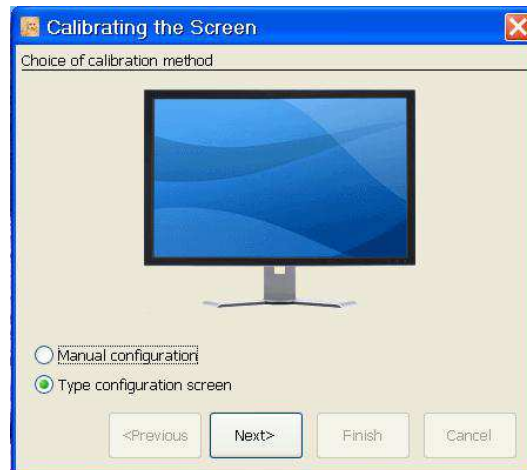 Calibrating the Screen
Choice of calibration method
Manual configuration
Type configuration screen
<Previous
Next>
Finish
Cancel